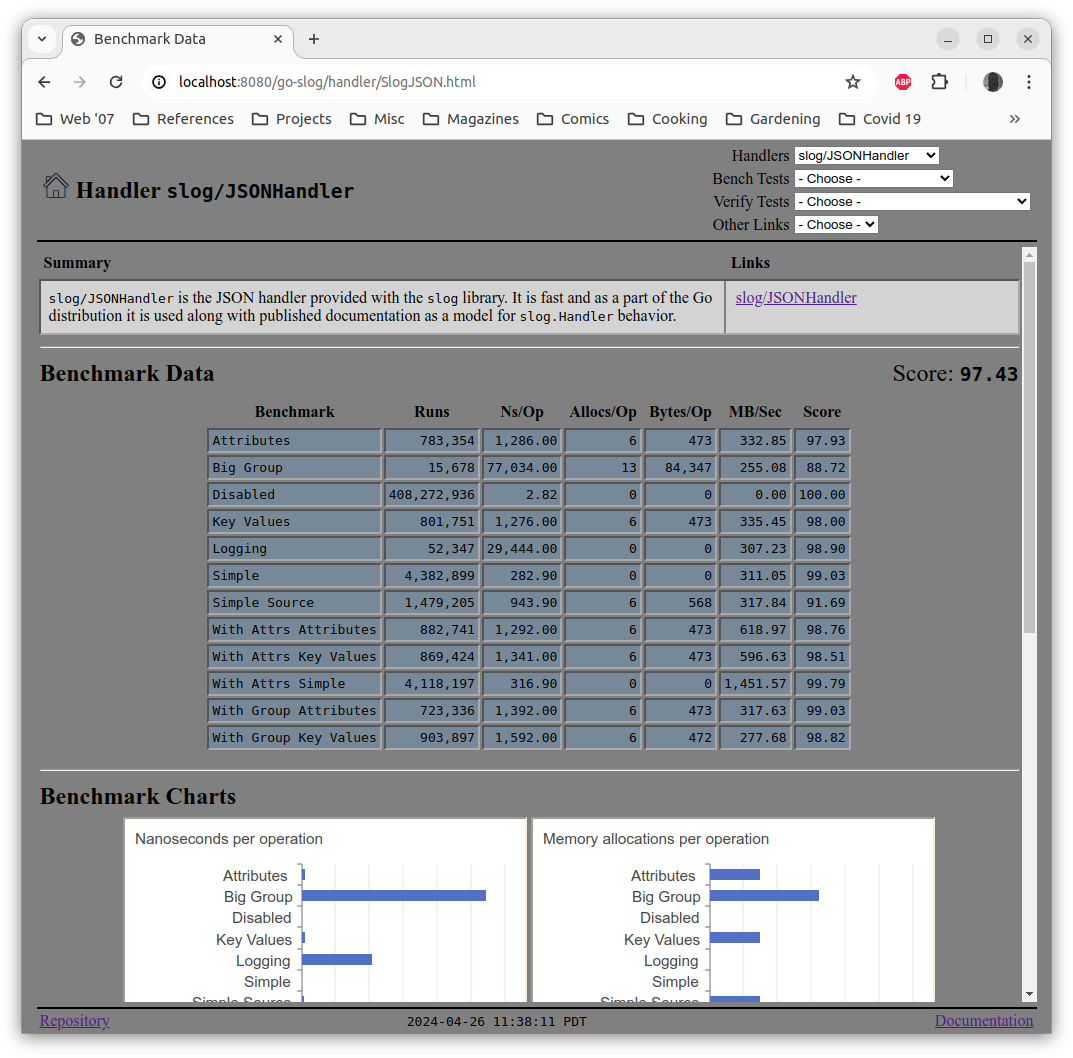 Benchmark Data
localhost:8080/go-slog/handler/SlogJSON.html
ABP
Web '07 References Projects Misc Magazines Comics Cooking Gardening Covid 19 »
Handler slog/JSONHandler
Handlers slog/JSONHandler
Bench Tests - Choose -
Verify Tests - Choose -
Other Links - Choose -
Summary Links
slog/JSONHandler is the JSON handler provided with the slog library. It is fast and as a part of the Go
distribution it is used along with published documentation as a model for slog.Handler behavior.
slog/JSONHandler
Benchmark Data Score: 97.43
Benchmark Runs Ns/Op Allocs/Op Bytes/Op MB/Sec Score
Attributes 783,354 1,286.00 6 473 332.85 97.93
Big Group 15,678 77,034.00 13 84,347 255.08 88.72
Disabled 408,272,936 2.82 0 0 0.00 100.00
Key Values 801,751 1,276.00 6 473 335.45 98.00
Logging 52,347 29,444.00 0 0 307.23 98.90
Simple 4,382,899 282.90 0 0 311.05 99.03
Simple Source 1,479,205 943.90 6 568 317.84 91.69
With Attrs Attributes 882,741 1,292.00 6 473 618.97 98.76
With Attrs Key Values 869,424 1,341.00 6 473 596.63 98.51
With Attrs Simple 4,118,197 316.90 0 0 1,451.57 99.79
With Group Attributes 723,336 1,392.00 6 473 317.63 99.03
With Group Key Values 903,897 1,592.00 6 472 277.68 98.82
Benchmark Charts
Nanoseconds per operation
Attributes
Big Group
Disabled
Key Values
Logging
Simple
Simple Source
Memory allocations per operation
Attributes
Big Group
Disabled
Key Values
Logging
Simple
Simple Source
Repository 2024-04-26 11:38:11 PDT Documentation